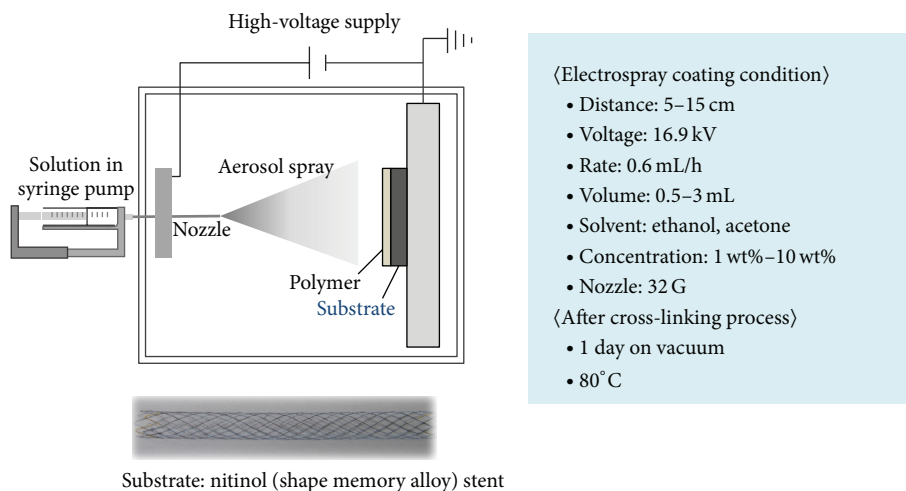 High-voltage supply
Solution in
syringe pump
Aerosol spray
Nozzle
Polymer
Substrate
Substrate: nitinol (shape memory alloy) stent
⟨Electrospray coating condition⟩
• Distance: 5–15 cm
• Voltage: 16.9 kV
• Rate: 0.6 mL/h
• Volume: 0.5–3 mL
• Solvent: ethanol, acetone
• Concentration: 1 wt%–10 wt%
• Nozzle: 32 G
⟨After cross-linking process⟩
• 1 day on vacuum
• 80°C